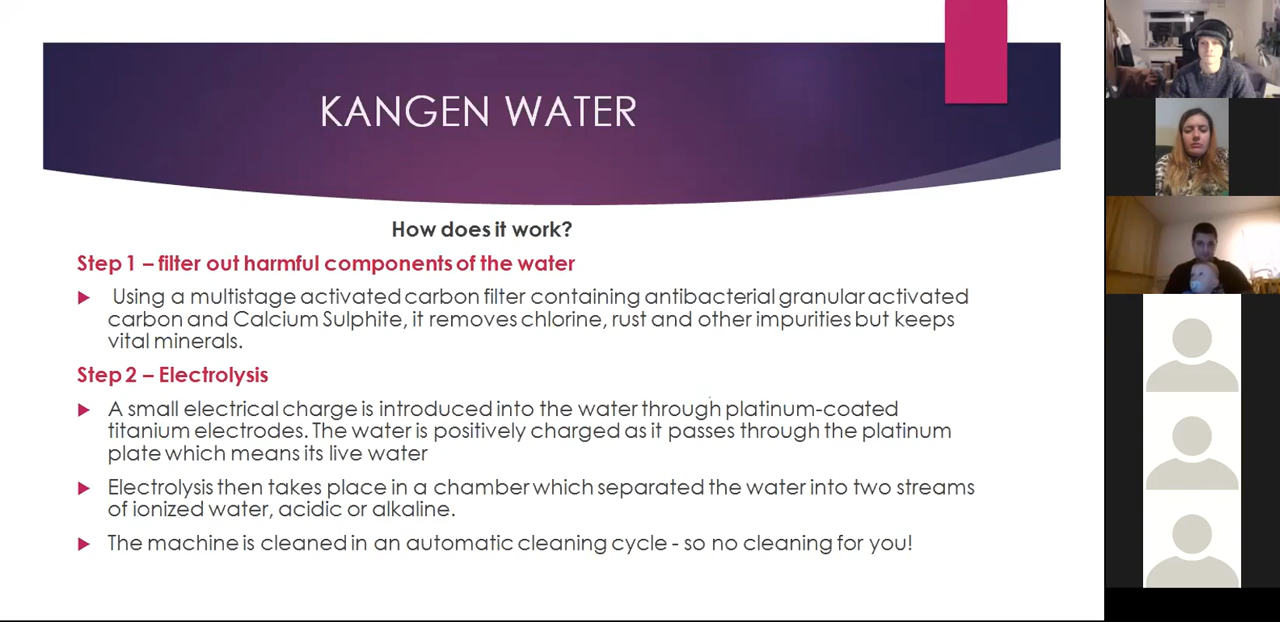 KANGEN WATER
How does it work?
Step 1 – filter out harmful components of the water
Using a multistage activated carbon filter containing antibacterial granular activated
carbon and Calcium Sulphite, it removes chlorine, rust and other impurities but keeps
vital minerals.
Step 2 – Electrolysis
A small electrical charge is introduced into the water through platinum-coated
titanium electrodes. The water is positively charged as it passes through the platinum
plate which means its live water
Electrolysis then takes place in a chamber which separated the water into two streams
of ionized water, acidic or alkaline.
The machine is cleaned in an automatic cleaning cycle - so no cleaning for you!